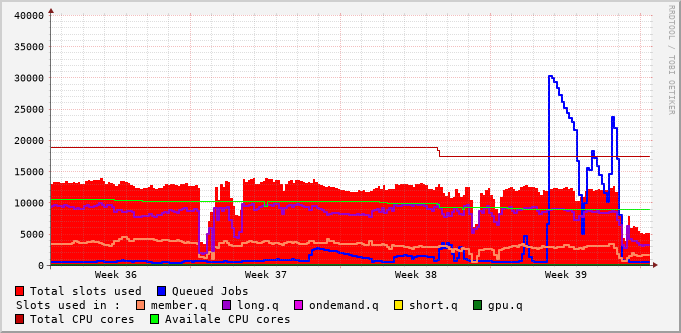 40000
35000
30000
25000
20000
15000
10000
5000
0
Week 36 Week 37 Week 38 Week 39
RRDTOOL / TOBI OETIKER
Total slots used Queued Jobs
Slots used in : member.q long.q ondemand.q short.q gpu.q
Total CPU cores Availale CPU cores